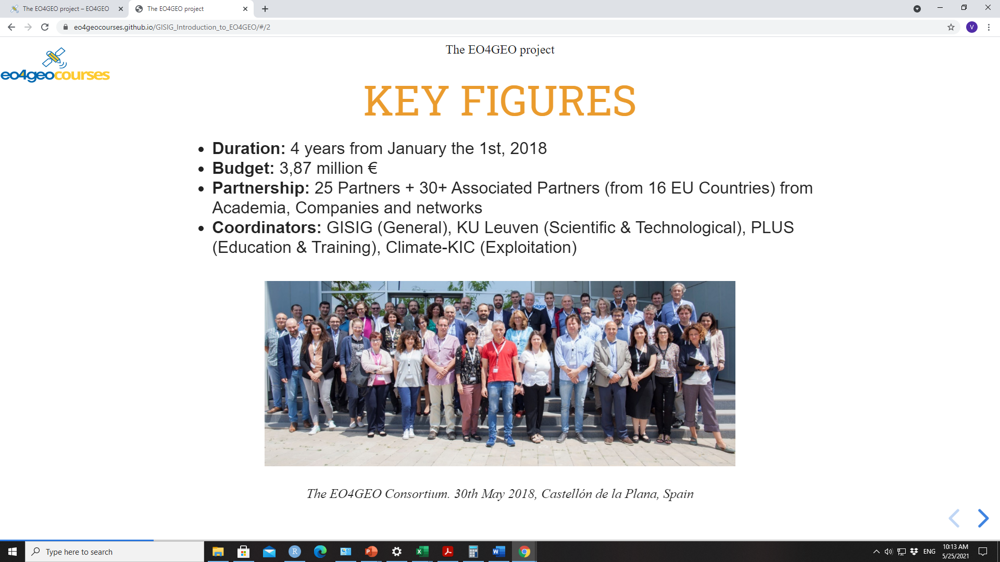 The EO4GEO project – EO4GEO
The EO4GEO project
eo4geocourses.github.io/GISIG_Introduction_to_EO4GEO/#/2
V
The EO4GEO project
eo4geocourses
KEY FIGURES
• Duration: 4 years from January the 1st, 2018
• Budget: 3,87 million €
• Partnership: 25 Partners + 30+ Associated Partners (from 16 EU Countries) from
Academia, Companies and networks
• Coordinators: GISIG (General), KU Leuven (Scientific & Technological), PLUS
(Education & Training), Climate-KIC (Exploitation)
eo4geo
The EO4GEO Consortium. 30th May 2018, Castellón de la Plana, Spain
Type here to search
R
P
X
W
ENG
10:13 AM
5/25/2021